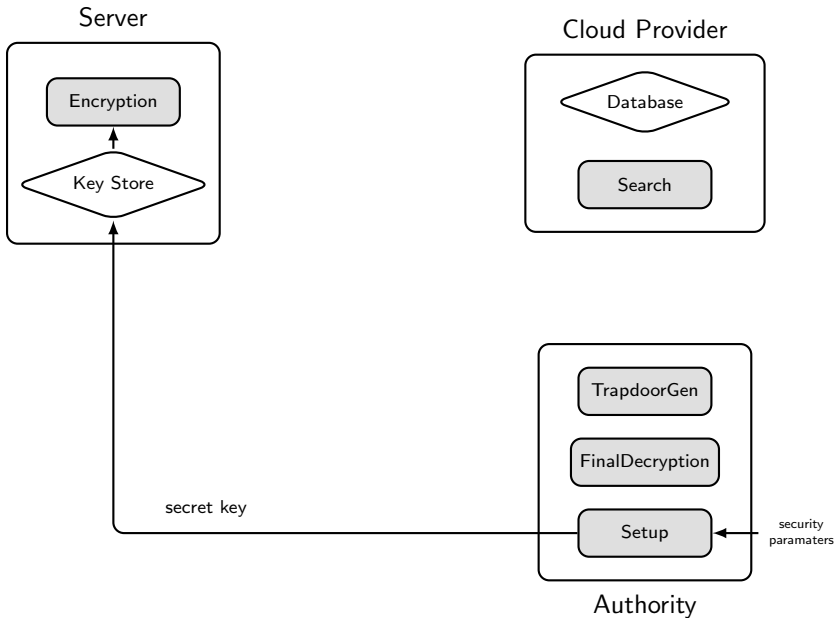 Server
Encryption
Key Store
Cloud Provider
Database
Search
TrapdoorGen
FinalDecryption
Setup
secret key
security
paramaters
Authority